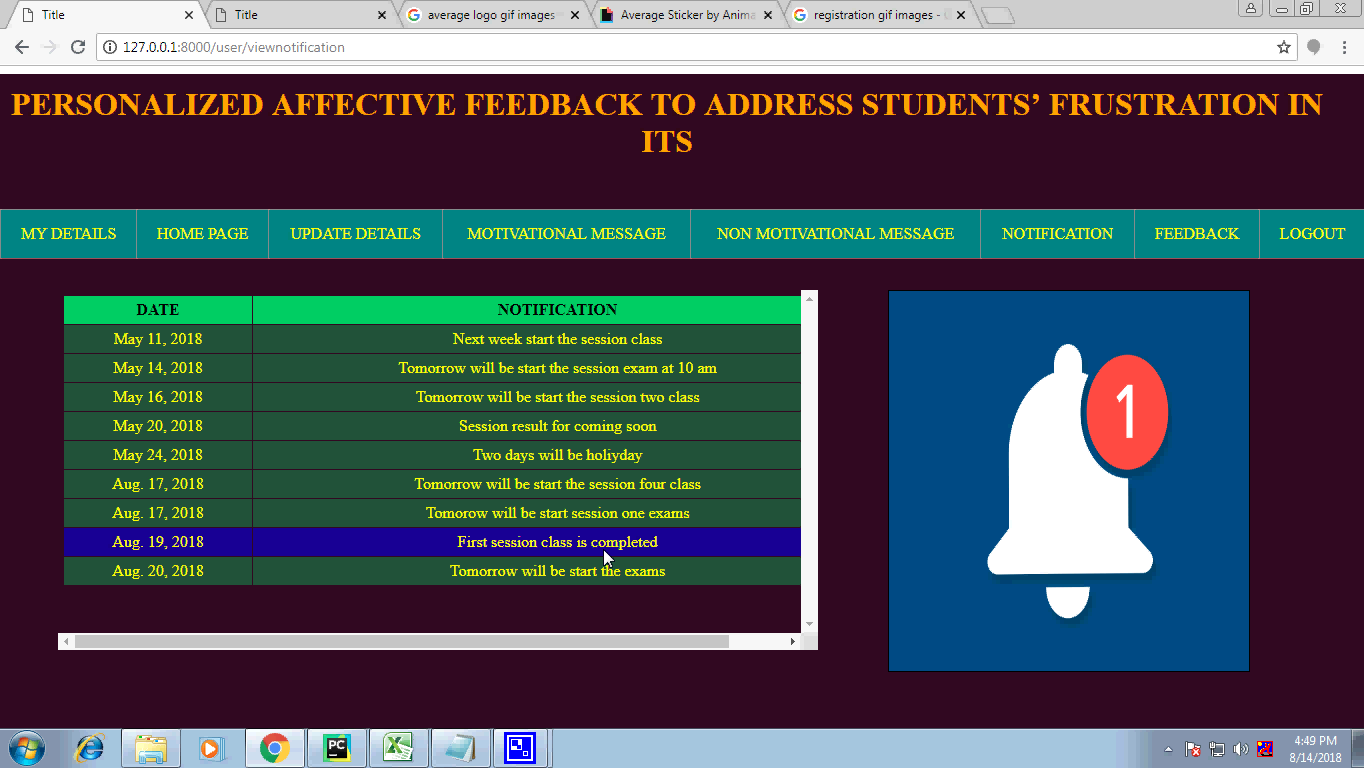 Title
Title
average logo gif images -
Average Sticker by Anima
registration gif images -
127.0.0.1:8000/user/viewnotification
PERSONALIZED AFFECTIVE FEEDBACK TO ADDRESS STUDENTS’ FRUSTRATION IN
ITS
MY DETAILS HOME PAGE UPDATE DETAILS MOTIVATIONAL MESSAGE NON MOTIVATIONAL MESSAGE NOTIFICATION FEEDBACK LOGOUT
DATE NOTIFICATION
May 11, 2018 Next week start the session class
May 14, 2018 Tomorrow will be start the session exam at 10 am
May 16, 2018 Tomorrow will be start the session two class
May 20, 2018 Session result for coming soon
May 24, 2018 Two days will be holiyday
Aug. 17, 2018 Tomorrow will be start the session four class
Aug. 17, 2018 Tomorow will be start session one exams
Aug. 19, 2018 First session class is completed
Aug. 20, 2018 Tomorrow will be start the exams
1
PC
4:49 PM
8/14/2018